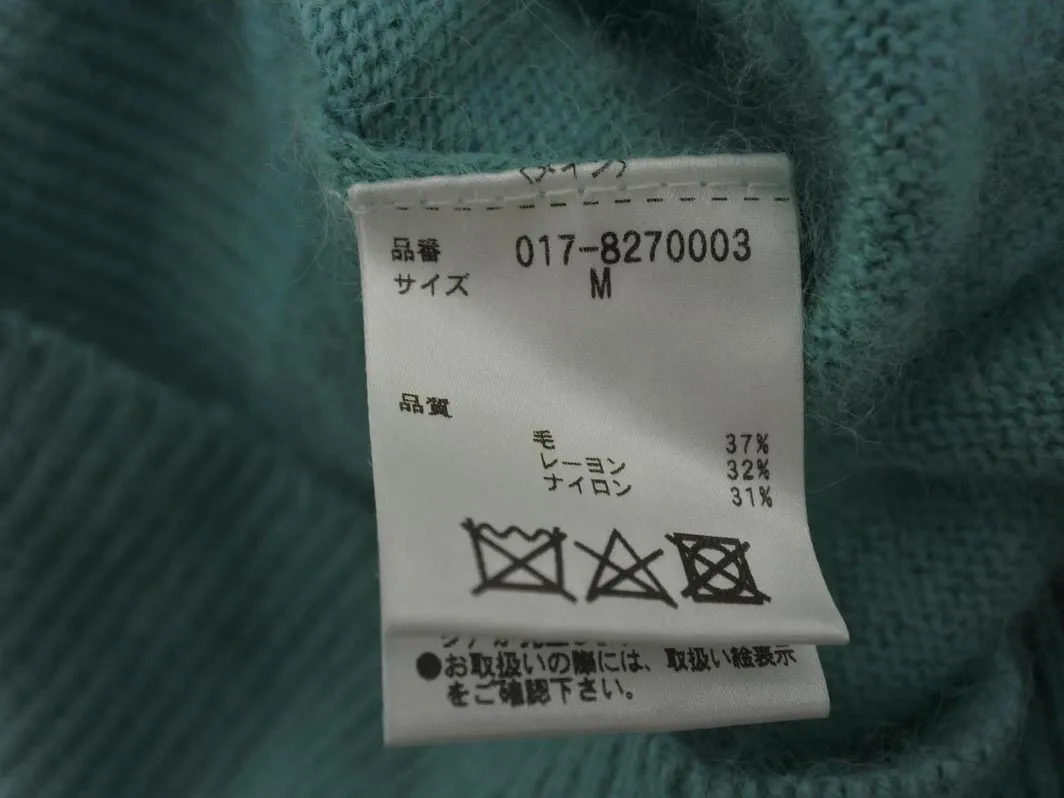 品番 017-8270003
サイズ M
品質
毛 37%
レーヨン 32%
ナイロン 31%
●お取扱いの際には、取扱い絵表示
をご確認下さい。